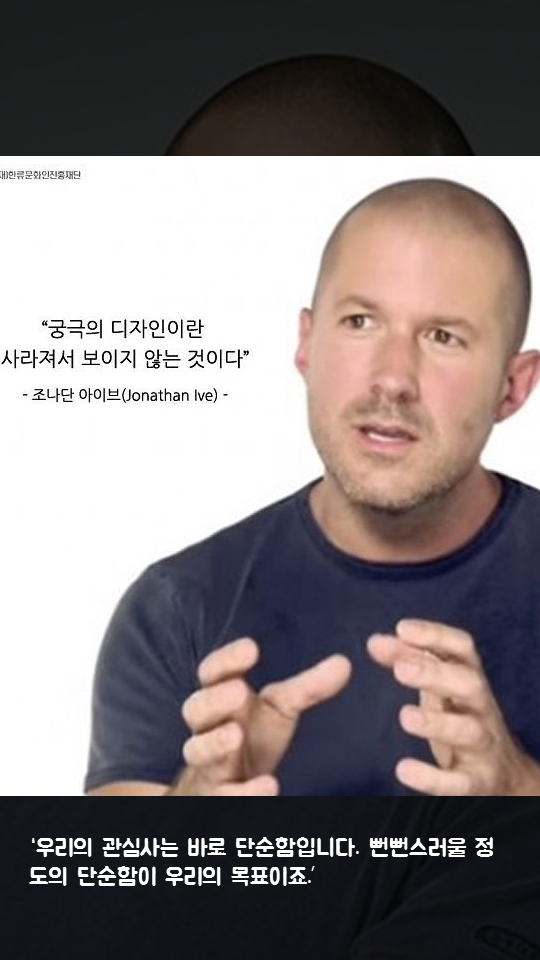 재)한류문화인진흥재단
“궁극의 디자인이란
사라져서 보이지 않는 것이다”
- 조나단 아이브(Jonathan Ive) -
'우리의 관심사는 바로 단순함입니다. 뻔뻔스러울 정
도의 단순함이 우리의 목표이죠.'